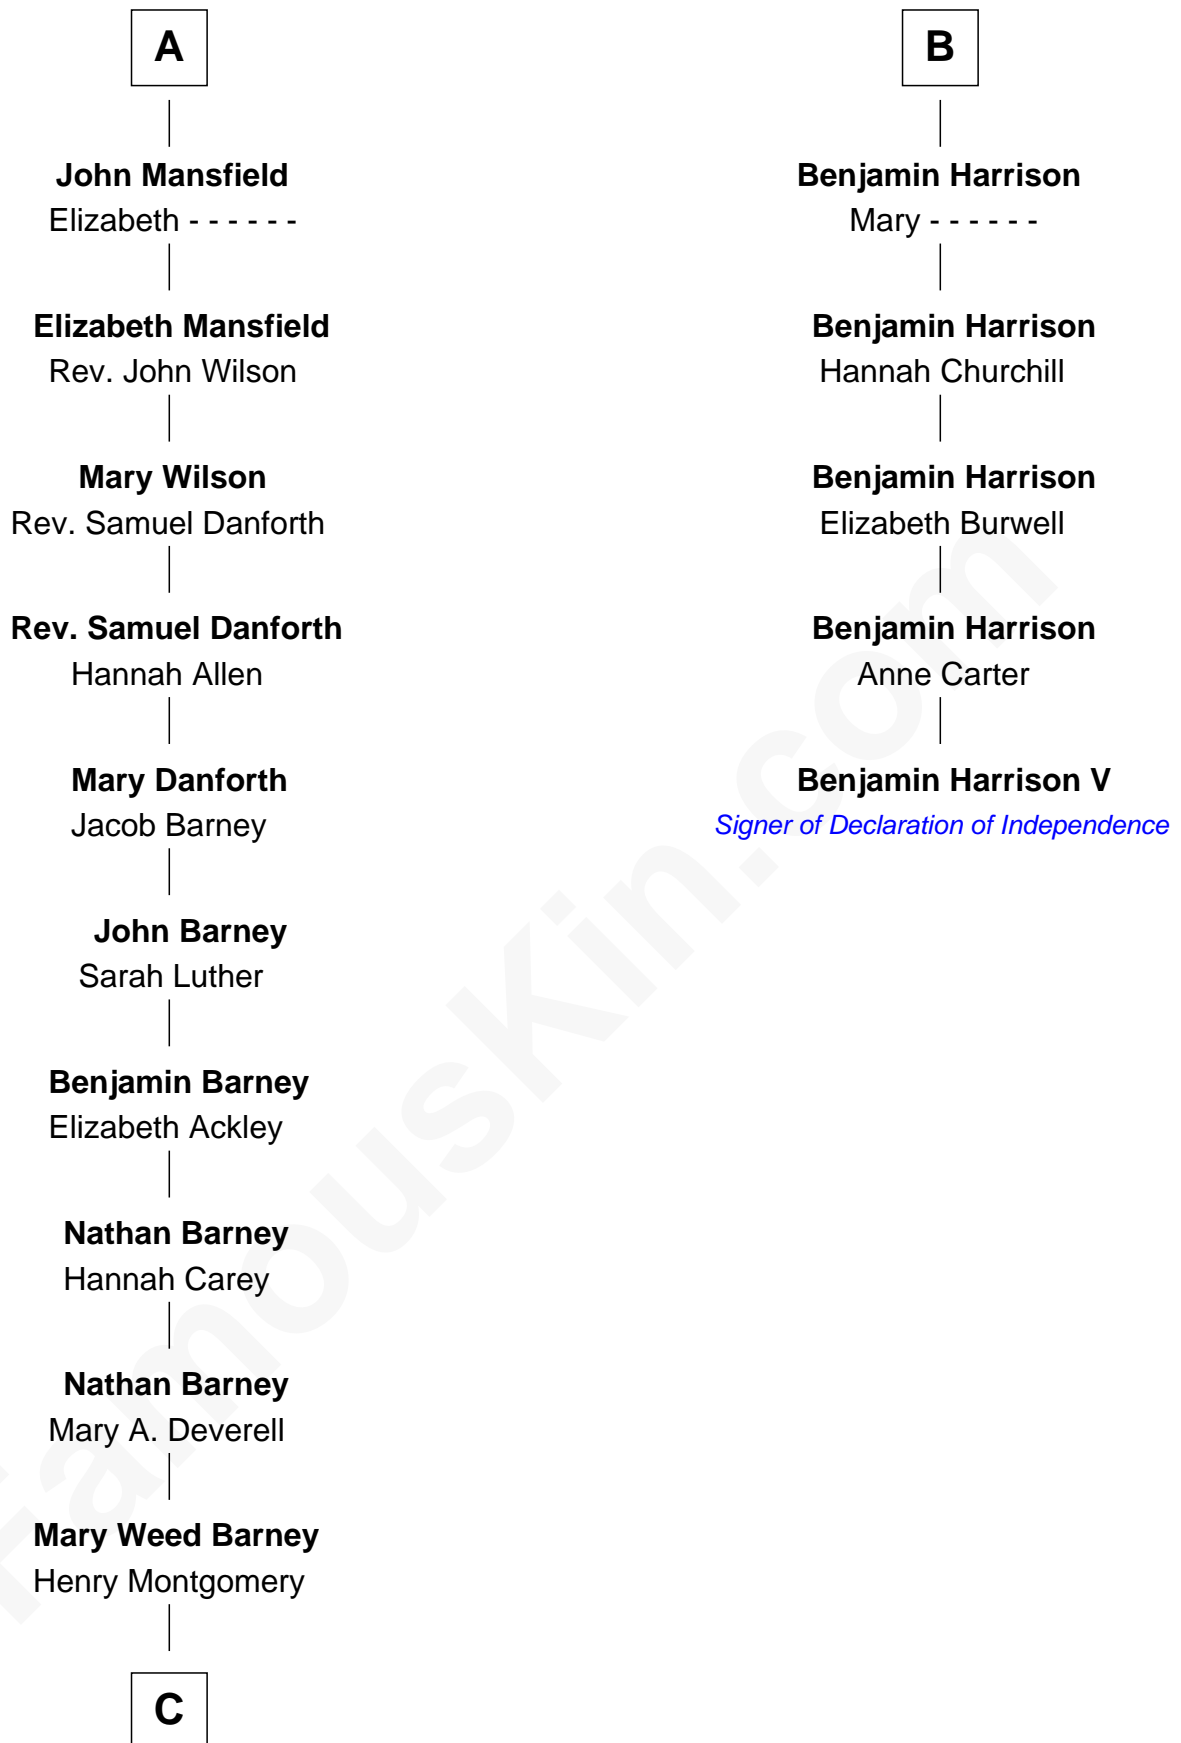 A
John Mansfield
Elizabeth - - - - - -
Elizabeth Mansfield
Rev. John Wilson
Mary Wilson
Rev. Samuel Danforth
Rev. Samuel Danforth
Hannah Allen
Mary Danforth
Jacob Barney
John Barney
Sarah Luther
Benjamin Barney
Elizabeth Ackley
Nathan Barney
Hannah Carey
Nathan Barney
Mary A. Deverell
Mary Weed Barney
Henry Montgomery
C
B
Benjamin Harrison
Mary - - - - - -
Benjamin Harrison
Hannah Churchill
Benjamin Harrison
Elizabeth Burwell
Benjamin Harrison
Anne Carter
Benjamin Harrison V
Signer of Declaration of Independence
FamousKin.com